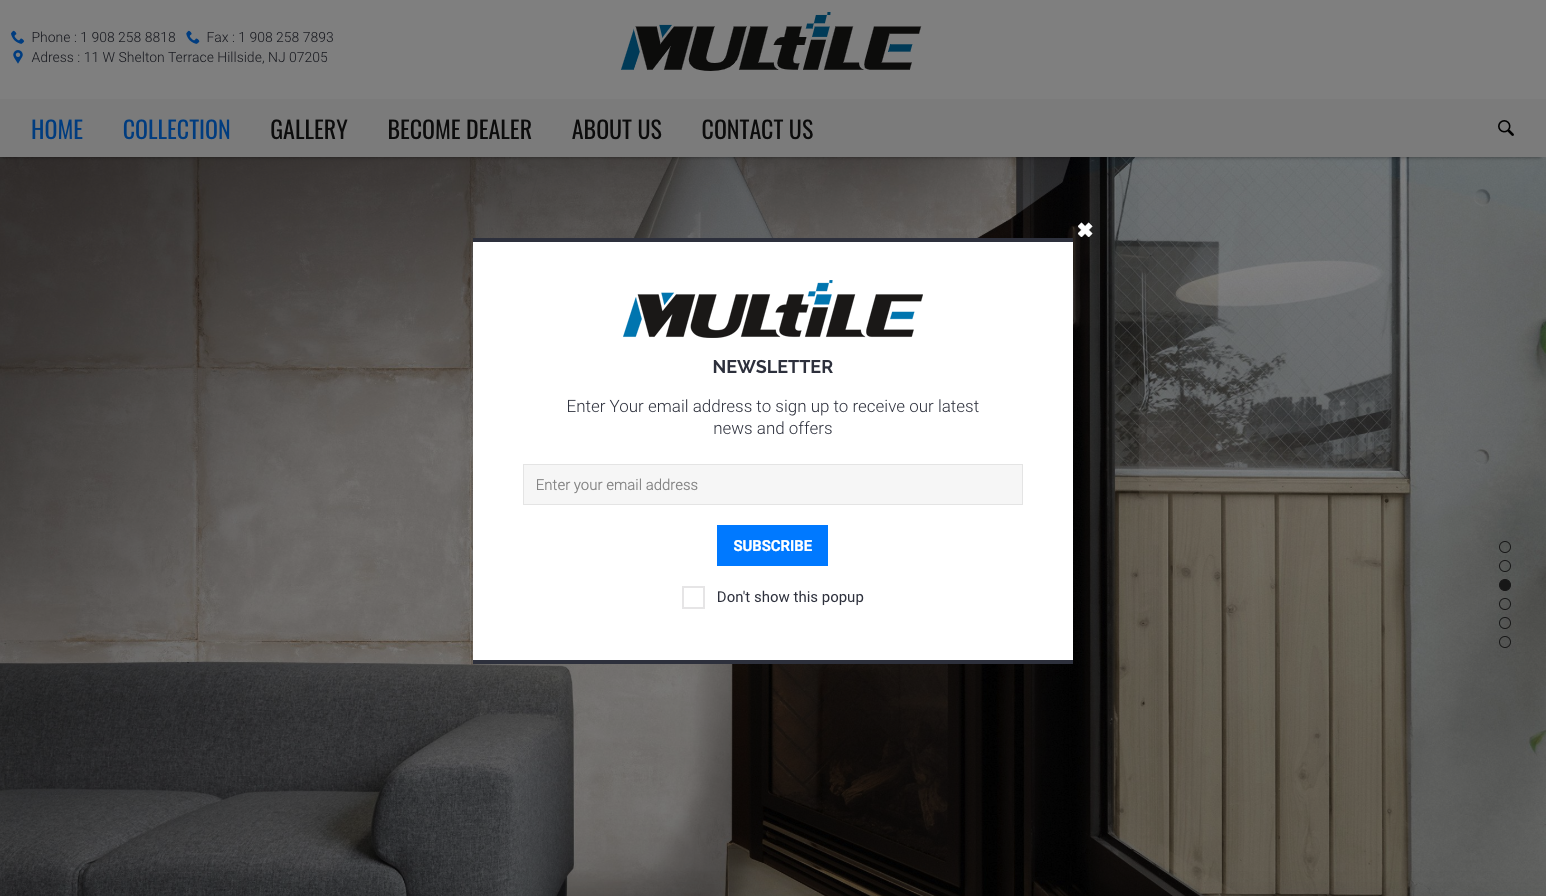 Phone : 1 908 258 8818 Fax : 1 908 258 7893
Adress : 11 W Shelton Terrace Hillside, NJ 07205
MULtiLE
HOME COLLECTION GALLERY BECOME DEALER ABOUT US CONTACT US
MULtiLE
NEWSLETTER
Enter Your email address to sign up to receive our latest
news and offers
Enter your email address
SUBSCRIBE
Don't show this popup